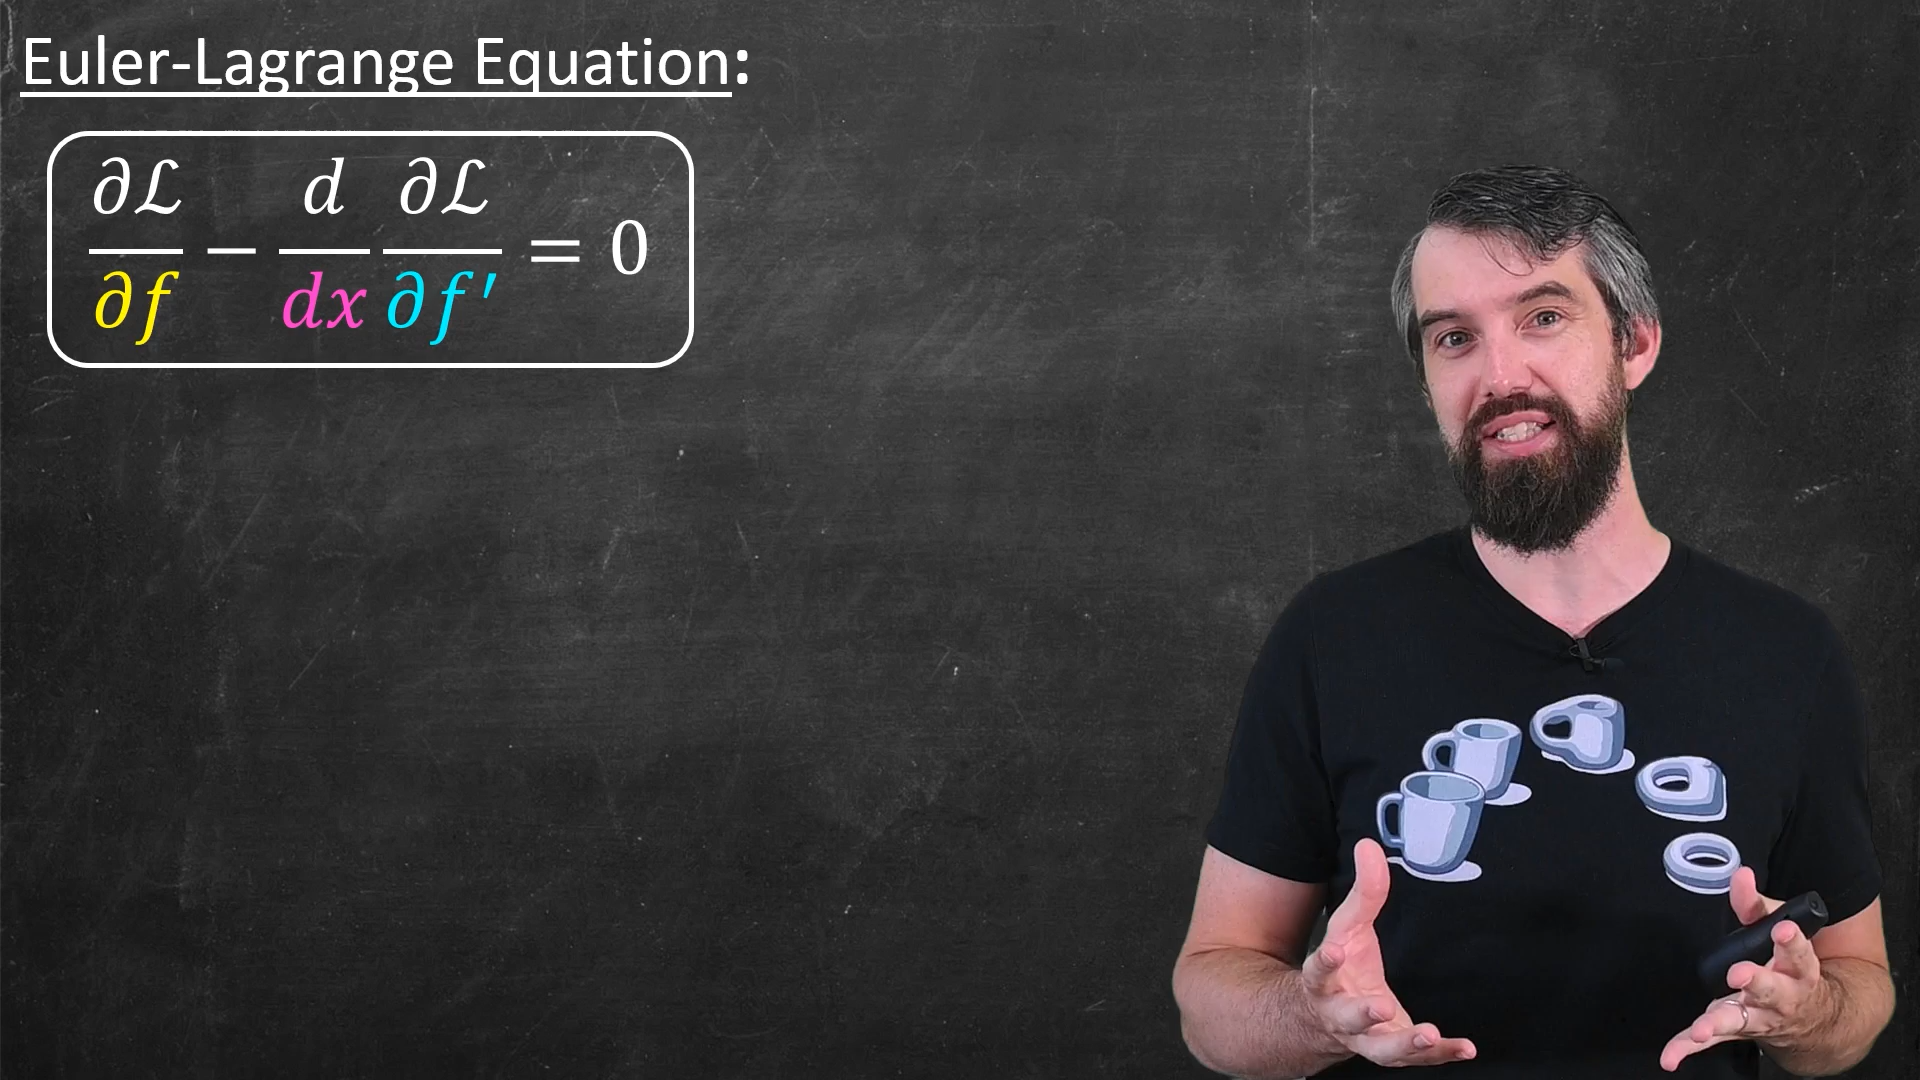 Euler-Lagrange Equation:
∂ℒ/∂f − d/dx ∂ℒ/∂f′ = 0